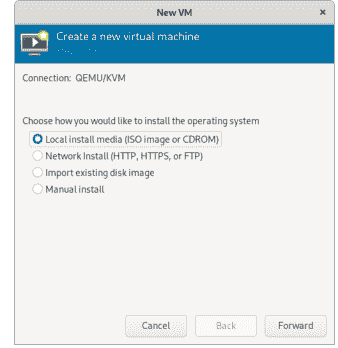 New VM
Create a new virtual machine
Connection: QEMU/KVM
Choose how you would like to install the operating system
Local install media (ISO image or CDROM)
Network Install (HTTP, HTTPS, or FTP)
Import existing disk image
Manual install
Cancel
Back
Forward